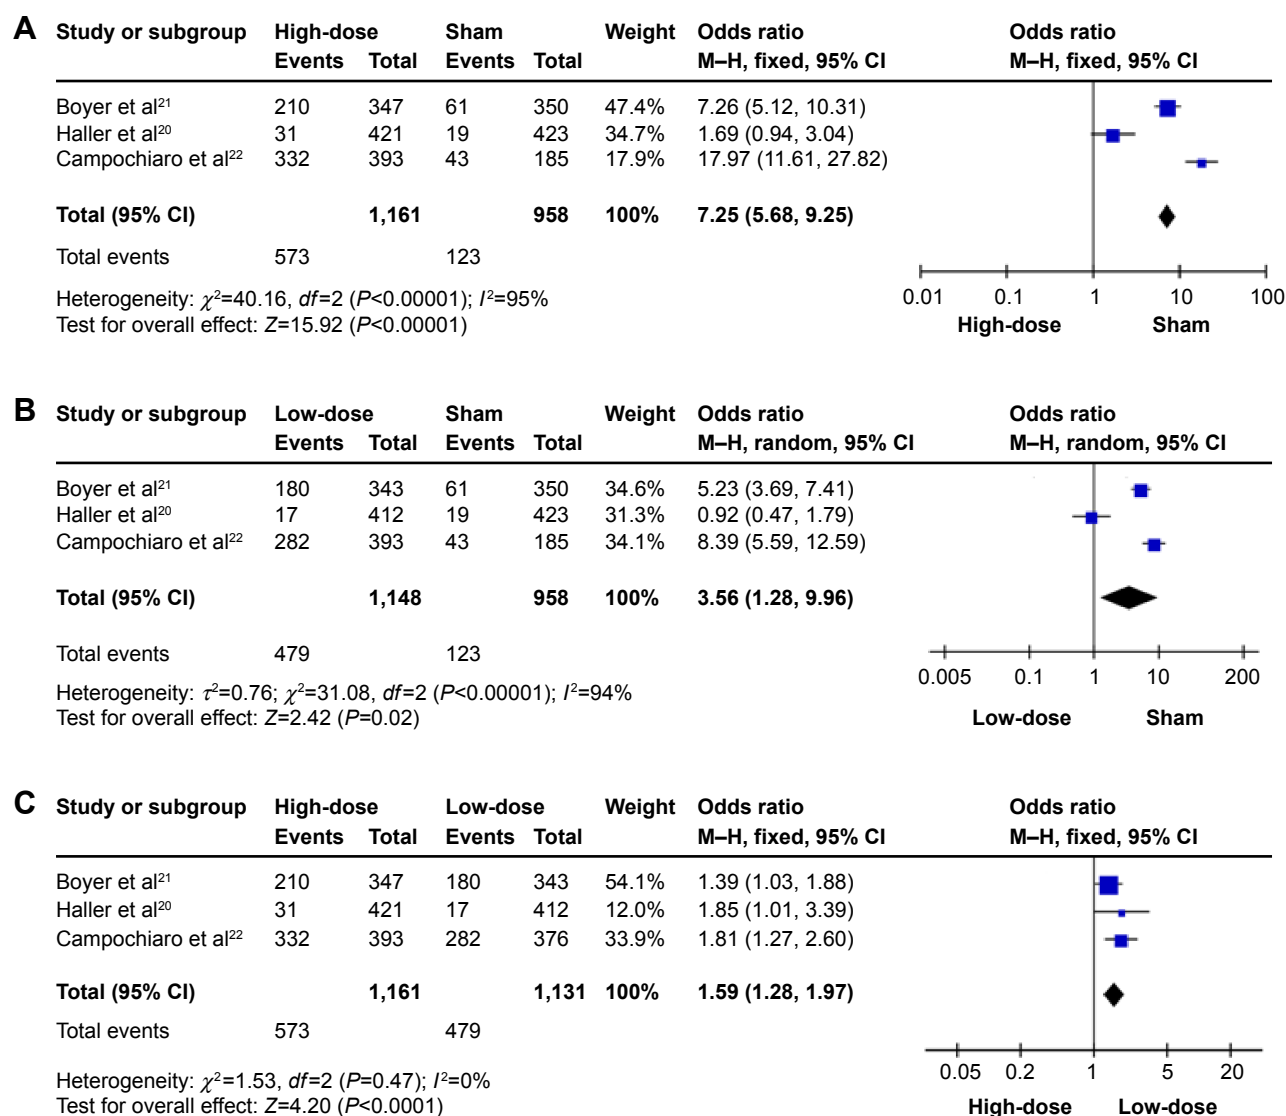 A Study or subgroup High-dose Sham Weight Odds ratio Odds ratio
Events Total Events Total M–H, fixed, 95% CI M–H, fixed, 95% CI
Boyer et al²¹ 210 347 61 350 47.4% 7.26 (5.12, 10.31)
Haller et al²⁰ 31 421 19 423 34.7% 1.69 (0.94, 3.04)
Campochiaro et al²² 332 393 43 185 17.9% 17.97 (11.61, 27.82)
Total (95% CI) 1,161 958 100% 7.25 (5.68, 9.25)
Total events 573 123
Heterogeneity: χ²=40.16, df=2 (P<0.00001); I²=95%
Test for overall effect: Z=15.92 (P<0.00001)
0.01 0.1 1 10 100
High-dose Sham
B Study or subgroup Low-dose Sham Weight Odds ratio Odds ratio
Events Total Events Total M–H, random, 95% CI M–H, random, 95% CI
Boyer et al²¹ 180 343 61 350 34.6% 5.23 (3.69, 7.41)
Haller et al²⁰ 17 412 19 423 31.3% 0.92 (0.47, 1.79)
Campochiaro et al²² 282 393 43 185 34.1% 8.39 (5.59, 12.59)
Total (95% CI) 1,148 958 100% 3.56 (1.28, 9.96)
Total events 479 123
Heterogeneity: τ²=0.76; χ²=31.08, df=2 (P<0.00001); I²=94%
Test for overall effect: Z=2.42 (P=0.02)
0.005 0.1 1 10 200
Low-dose Sham
C Study or subgroup High-dose Low-dose Weight Odds ratio Odds ratio
Events Total Events Total M–H, fixed, 95% CI M–H, fixed, 95% CI
Boyer et al²¹ 210 347 180 343 54.1% 1.39 (1.03, 1.88)
Haller et al²⁰ 31 421 17 412 12.0% 1.85 (1.01, 3.39)
Campochiaro et al²² 332 393 282 376 33.9% 1.81 (1.27, 2.60)
Total (95% CI) 1,161 1,131 100% 1.59 (1.28, 1.97)
Total events 573 479
Heterogeneity: χ²=1.53, df=2 (P=0.47); I²=0%
Test for overall effect: Z=4.20 (P<0.0001)
0.05 0.2 1 5 20
High-dose Low-dose